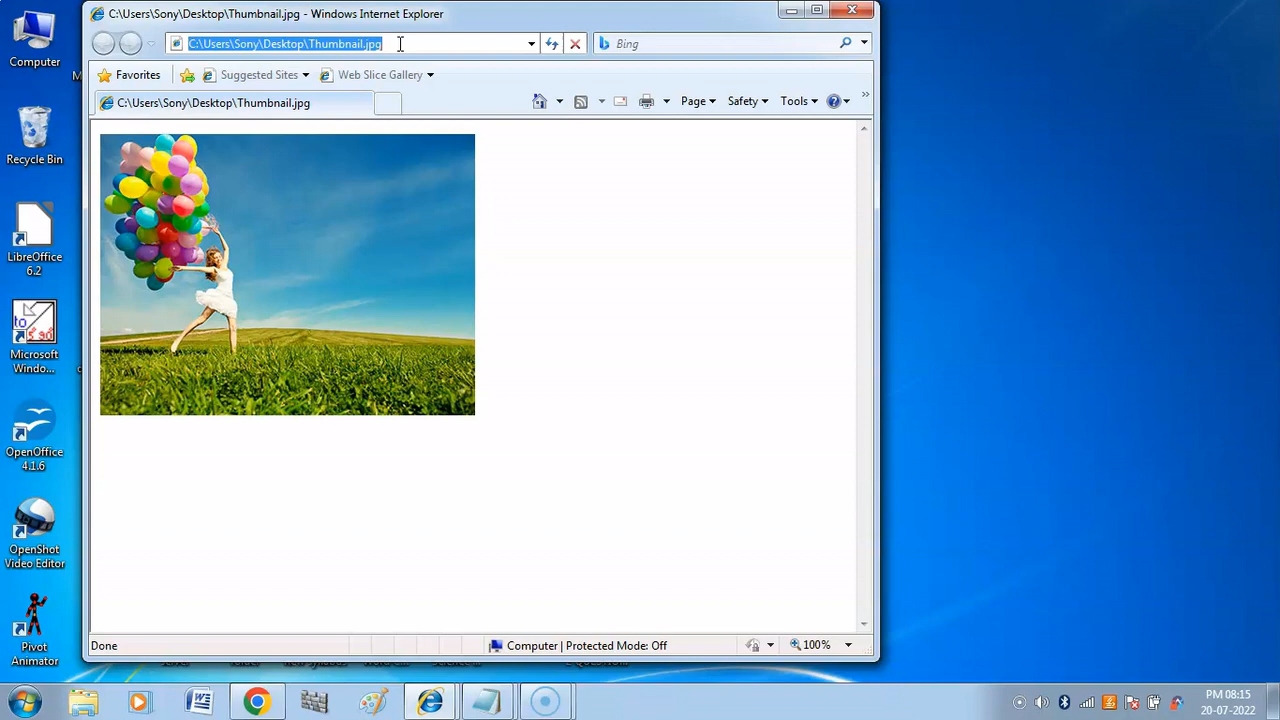 C:\Users\Sony\Desktop\Thumbnail.jpg - Windows Internet Explorer
C:\Users\Sony\Desktop\Thumbnail.jpg
Bing
Favorites
Suggested Sites
Web Slice Gallery
C:\Users\Sony\Desktop\Thumbnail.jpg
Page
Safety
Tools
Computer
Recycle Bin
LibreOffice
6.2
Microsoft
Windo...
OpenOffice
4.1.6
OpenShot
Video Editor
Pivot
Animator
Done
Computer | Protected Mode: Off
100%
PM 08:15
20-07-2022